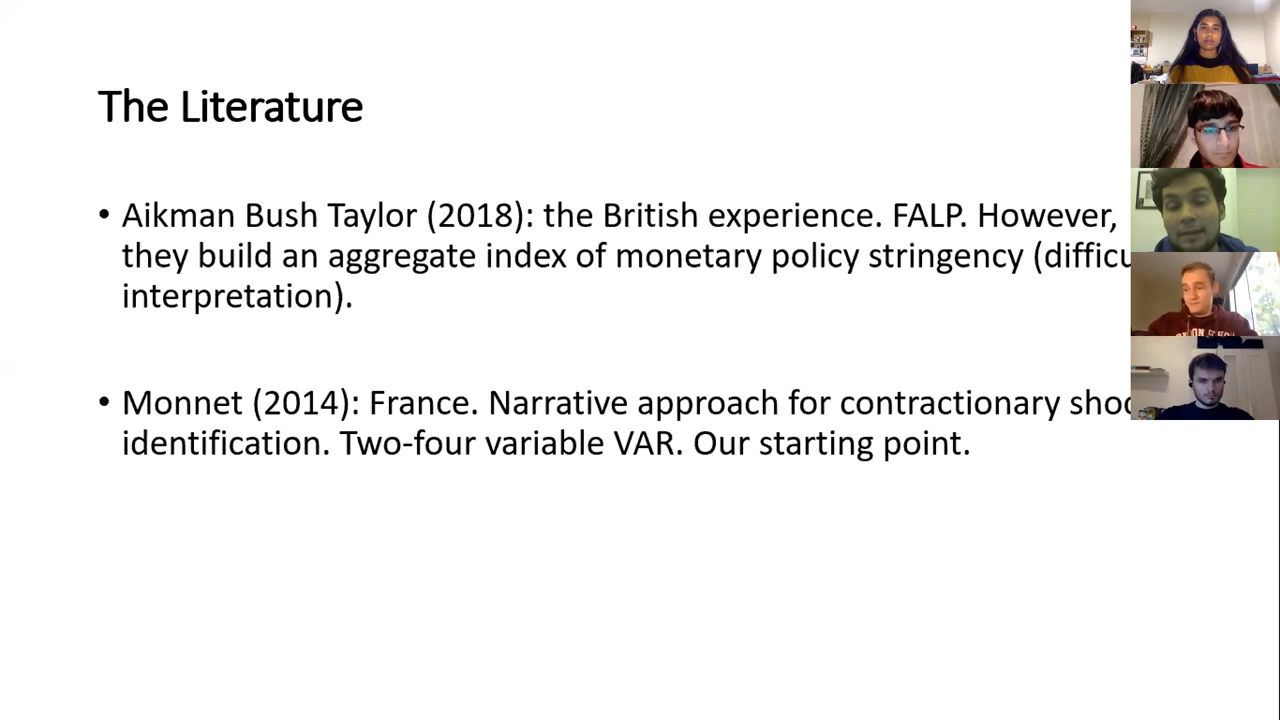 The Literature
• Aikman Bush Taylor (2018): the British experience. FALP. However,
they build an aggregate index of monetary policy stringency
interpretation).
• Monnet (2014): France. Narrative approach for contractionary
identification. Two-four variable VAR. Our starting point.